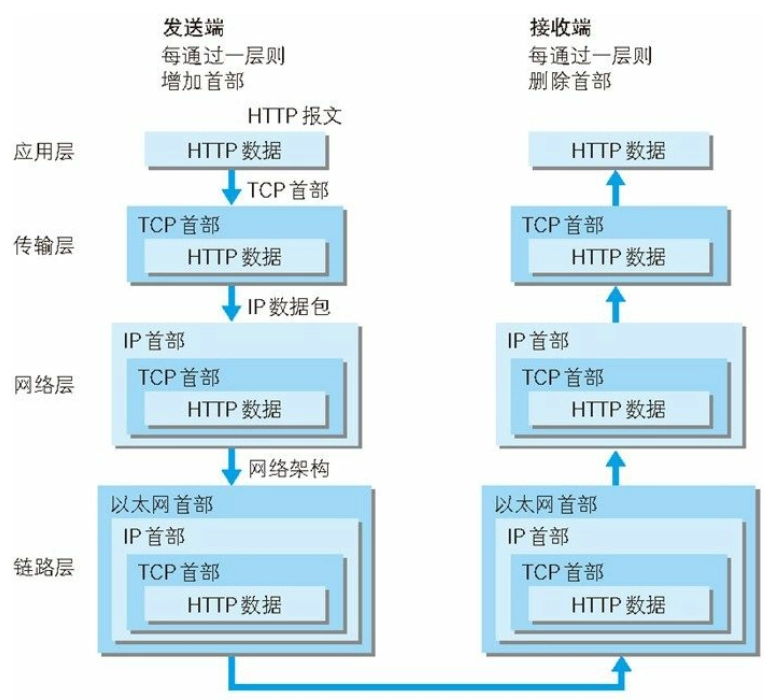 发送端
每通过一层则
增加首部
接收端
每通过一层则
删除首部
HTTP 报文
应用层
HTTP 数据
HTTP 数据
TCP 首部
传输层
TCP 首部
HTTP 数据
TCP 首部
HTTP 数据
IP 数据包
网络层
IP 首部
TCP 首部
HTTP 数据
IP 首部
TCP 首部
HTTP 数据
网络架构
链路层
以太网首部
IP 首部
TCP 首部
HTTP 数据
以太网首部
IP 首部
TCP 首部
HTTP 数据